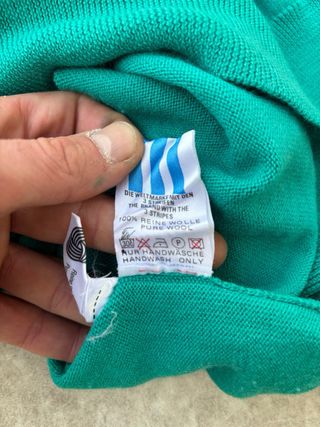 DIE WELTMARKE MIT DEN
3 STREIFEN
THE BRAND WITH THE
3 STRIPES
100% REINE WOLLE
PURE WOOL
30 P
NUR HANDWÄSCHE
HANDWASH ONLY